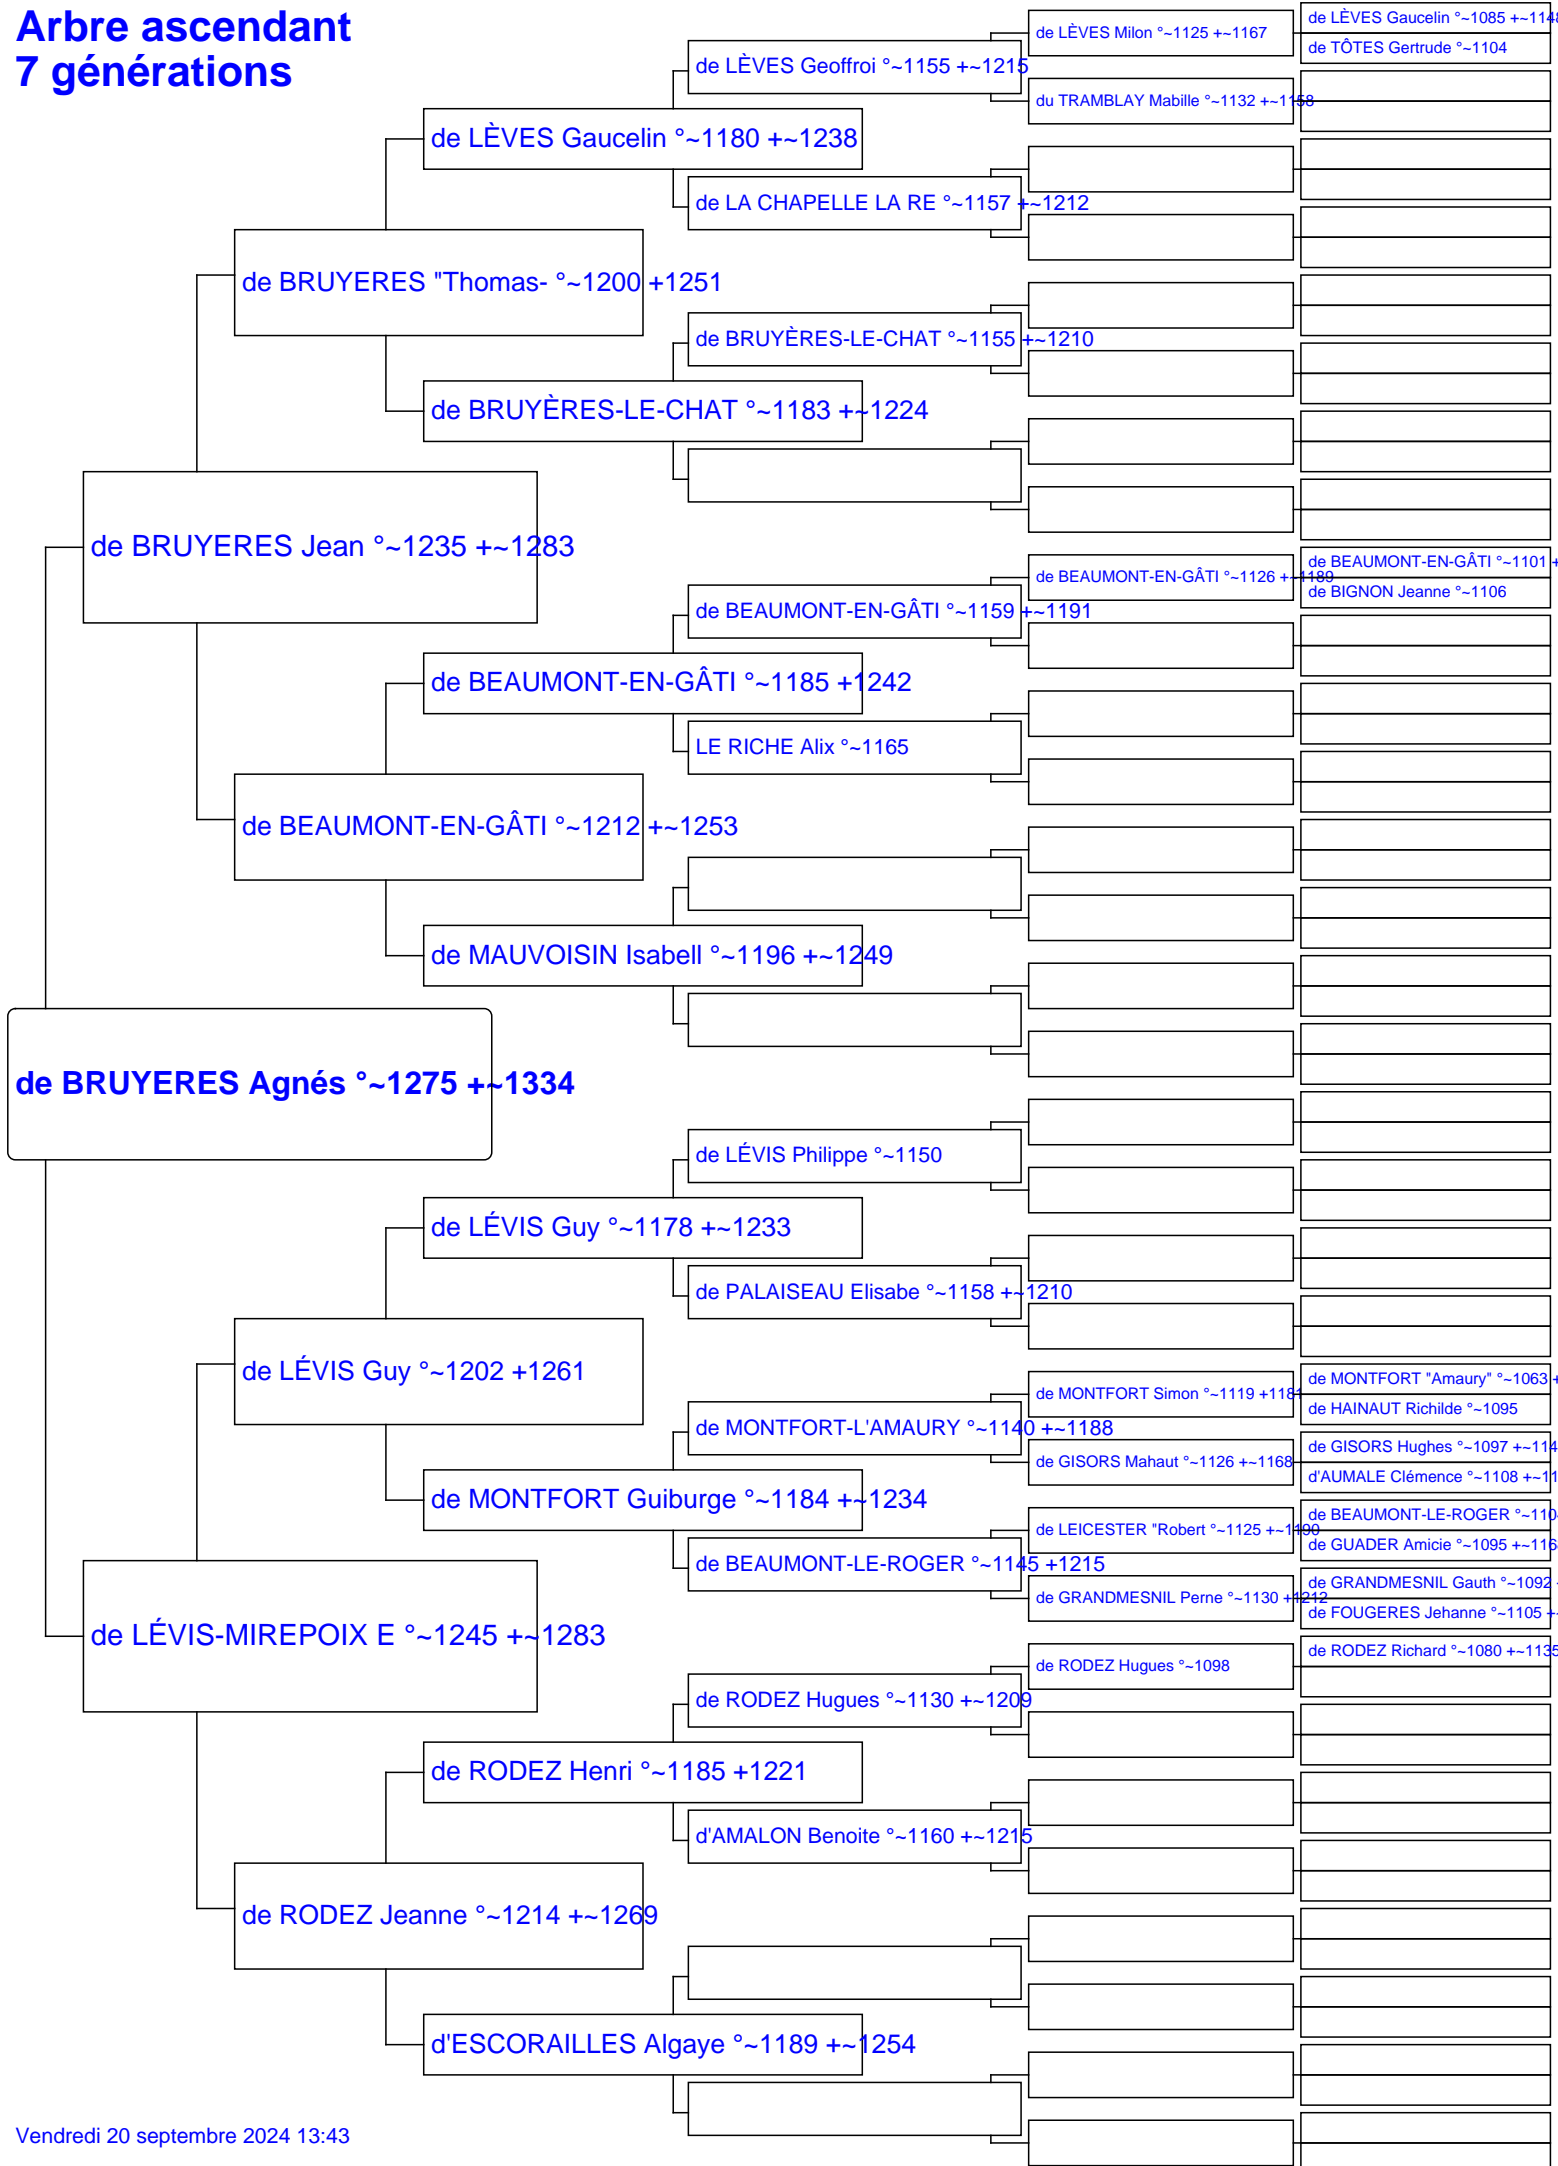 Arbre ascendant
7 générations
de LÈVES Gaucelin °~1085 +~1148
de LÈVES Milon °~1125 +~1167
de TÔTES Gertrude °~1104
de LÈVES Geoffroi °~1155 +~1215
du TRAMBLAY Mabille °~1132 +~1158
de LÈVES Gaucelin °~1180 +~1238
de LA CHAPELLE LA RE °~1157 +~1212
de BRUYERES "Thomas- °~1200 +1251
de BRUYÈRES-LE-CHAT °~1155 +~1210
de BRUYÈRES-LE-CHAT °~1183 +~1224
de BRUYERES Jean °~1235 +~1283
de BEAUMONT-EN-GÂTI °~1101 +
de BEAUMONT-EN-GÂTI °~1126 +~1189
de BIGNON Jeanne °~1106
de BEAUMONT-EN-GÂTI °~1159 +~1191
de BEAUMONT-EN-GÂTI °~1185 +1242
LE RICHE Alix °~1165
de BEAUMONT-EN-GÂTI °~1212 +~1253
de MAUVOISIN Isabell °~1196 +~1249
de BRUYERES Agnés °~1275 +~1334
de LÉVIS Philippe °~1150
de LÉVIS Guy °~1178 +~1233
de PALAISEAU Elisabe °~1158 +~1210
de LÉVIS Guy °~1202 +1261
de MONTFORT "Amaury" °~1063 +
de MONTFORT Simon °~1119 +1181
de HAINAUT Richilde °~1095
de MONTFORT-L'AMAURY °~1140 +~1188
de GISORS Hughes °~1097 +~114
de GISORS Mahaut °~1126 +~1168
d'AUMALE Clémence °~1108 +~11
de MONTFORT Guiburge °~1184 +~1234
de BEAUMONT-LE-ROGER °~110
de LEICESTER "Robert °~1125 +~1190
de GUADER Amicie °~1095 +~116
de BEAUMONT-LE-ROGER °~1145 +1215
de GRANDMESNIL Gauth °~1092
de GRANDMESNIL Perne °~1130 +1212
de FOUGERES Jehanne °~1105 +
de LÉVIS-MIREPOIX E °~1245 +~1283
de RODEZ Richard °~1080 +~1135
de RODEZ Hugues °~1098
de RODEZ Hugues °~1130 +~1209
de RODEZ Henri °~1185 +1221
d'AMALON Benoite °~1160 +~1215
de RODEZ Jeanne °~1214 +~1269
d'ESCORAILLES Algaye °~1189 +~1254
Vendredi 20 septembre 2024 13:43